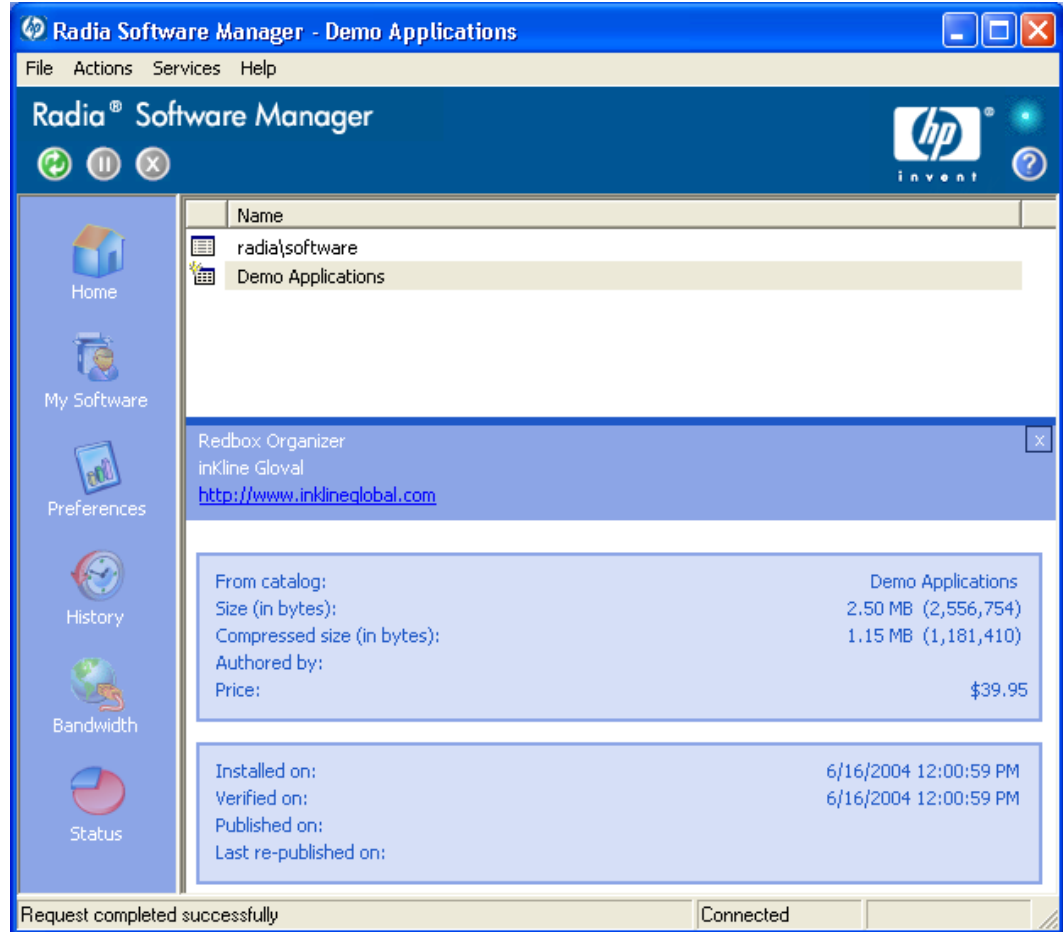 Radia Software Manager - Demo Applications
File Actions Services Help
Radia® Software Manager
hp ®
invent
Name
radia\software
Demo Applications
Home
My Software
Preferences
History
Bandwidth
Status
Redbox Organizer
inKline Gloval
http://www.inklineglobal.com
x
From catalog: Demo Applications
Size (in bytes): 2.50 MB (2,556,754)
Compressed size (in bytes): 1.15 MB (1,181,410)
Authored by:
Price: $39.95
Installed on: 6/16/2004 12:00:59 PM
Verified on: 6/16/2004 12:00:59 PM
Published on:
Last re-published on:
Request completed successfully Connected